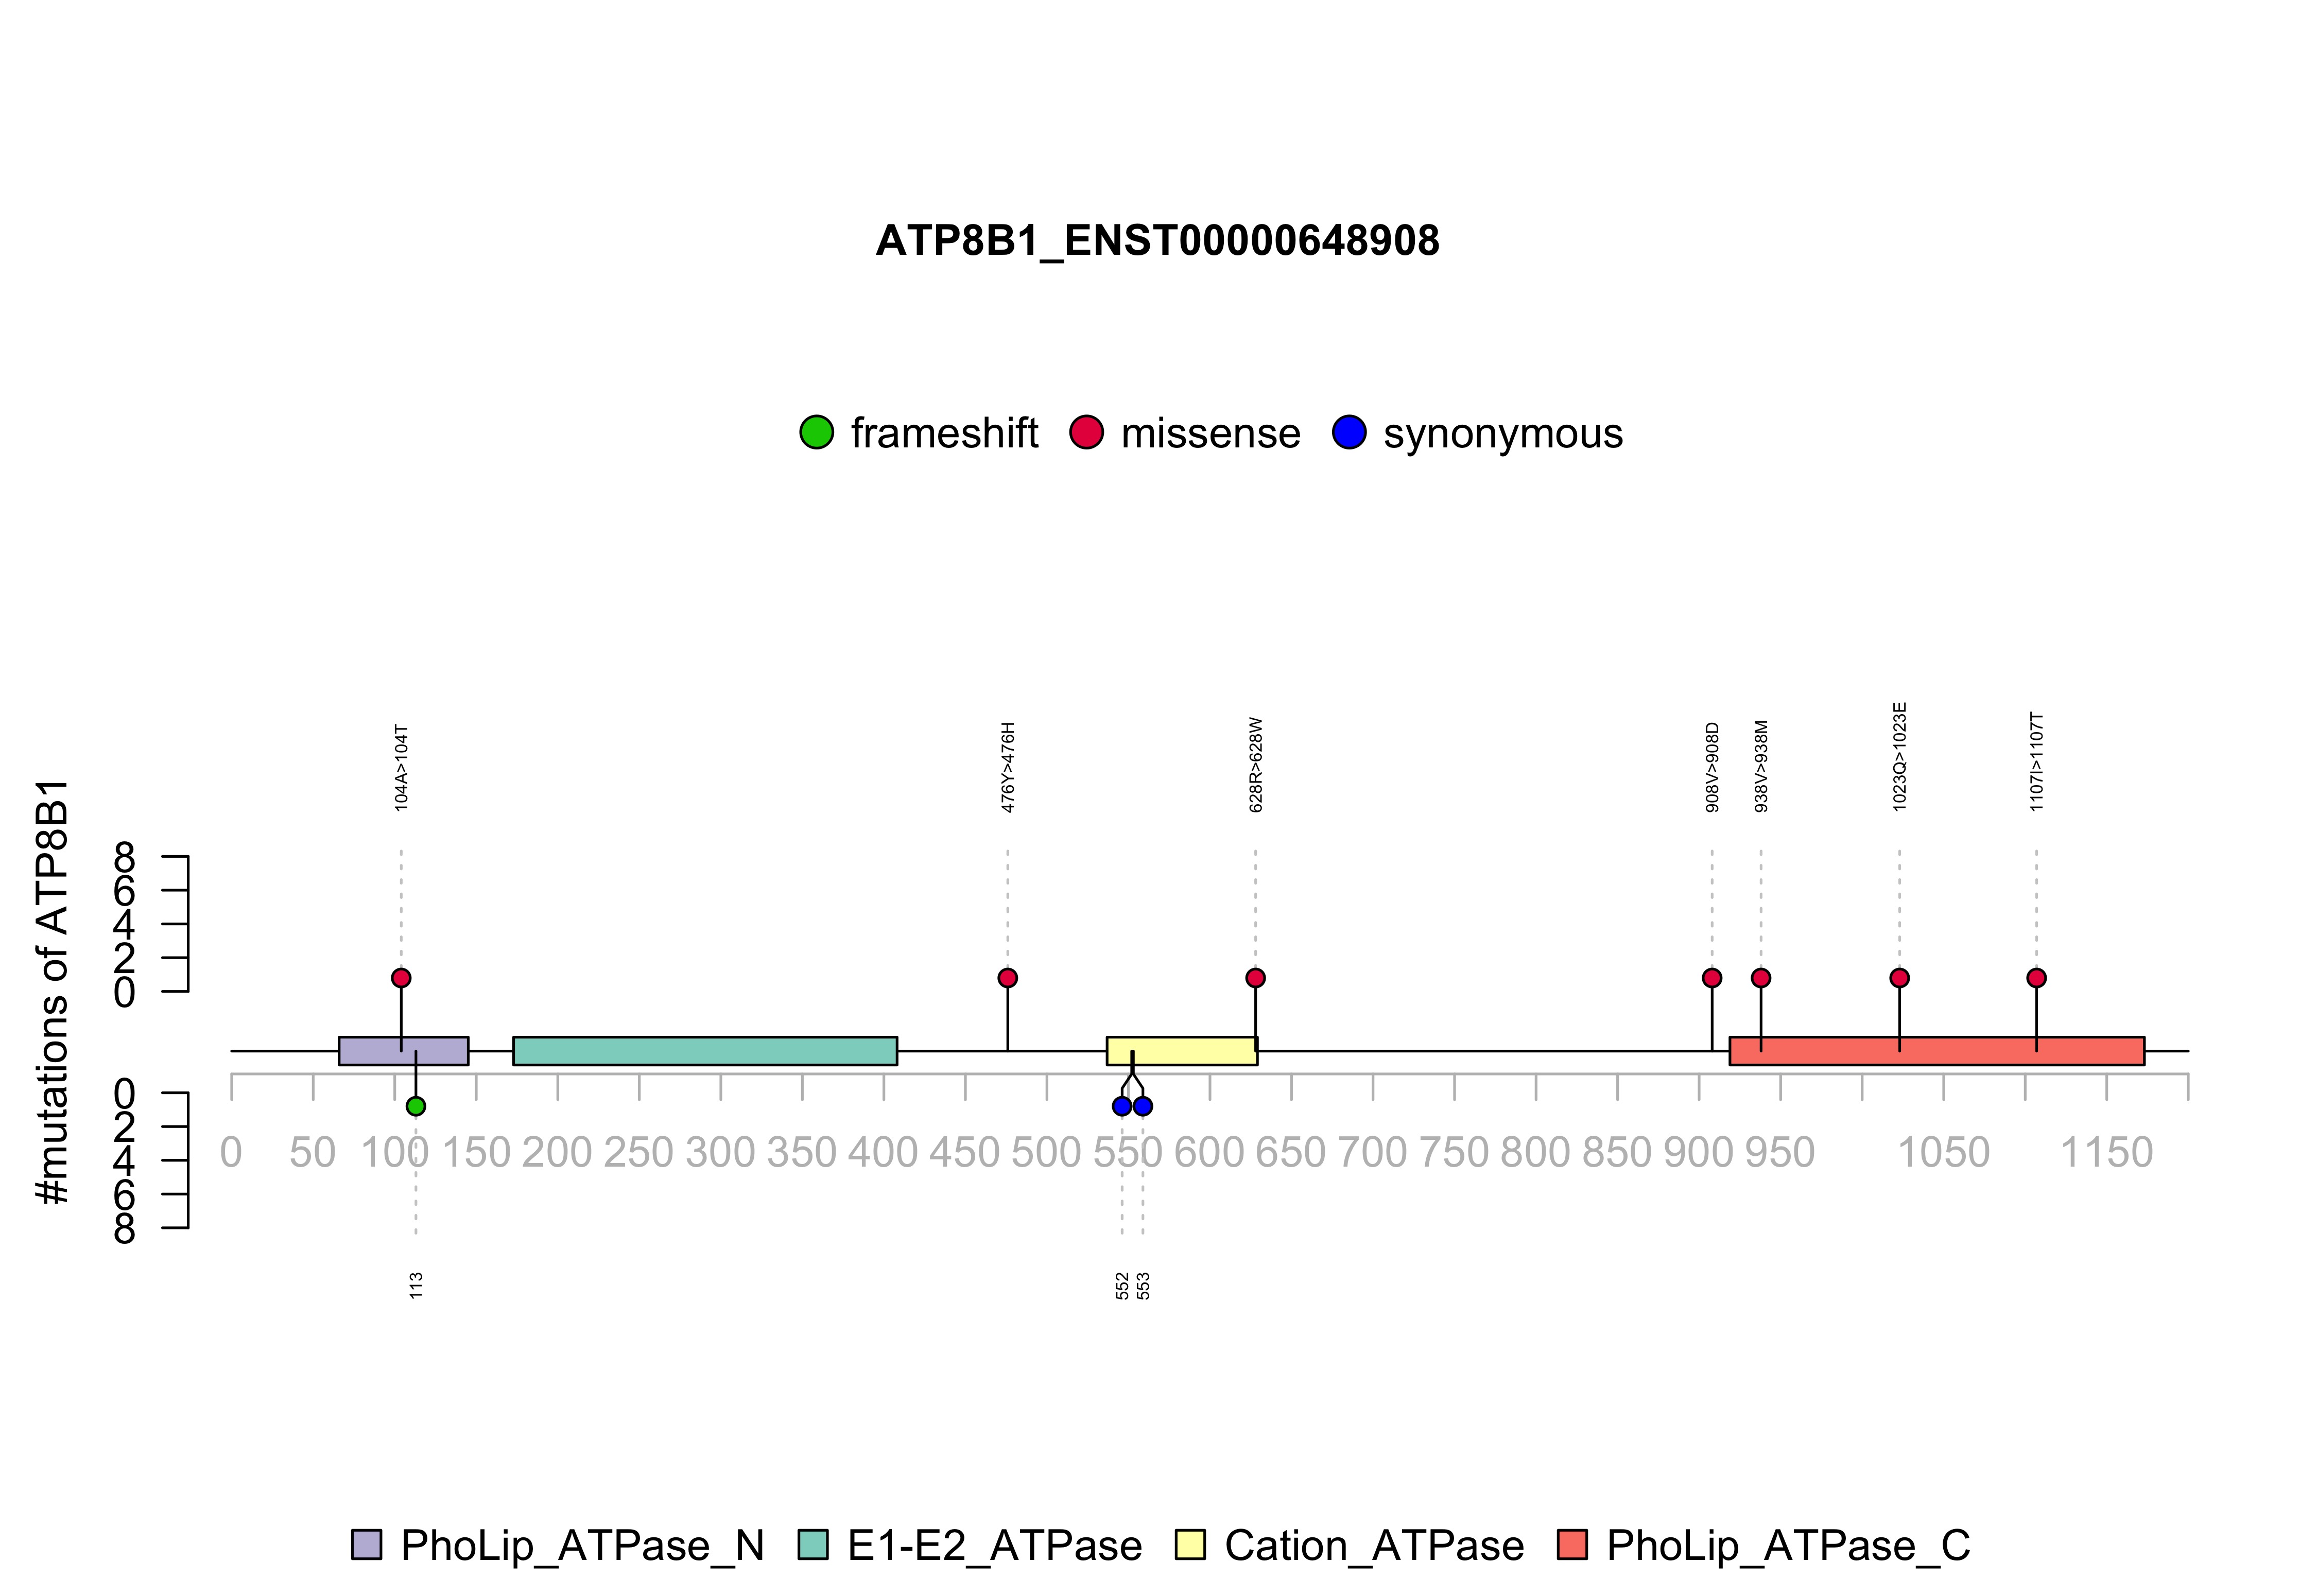 ATP8B1_ENST00000648908
frameshift missense synonymous
104A>104T 476Y>476H 628R>628W 908V>908D 938V>938M 1023Q>1023E 1107I>1107T
#mutations of ATP8B1
8
6
4
2
0
0
2
4
6
8
0 50 100 150 200 250 300 350 400 450 500 550 600 650 700 750 800 850 900 950 1050 1150
113 552 553
PhoLip_ATPase_N E1-E2_ATPase Cation_ATPase PhoLip_ATPase_C